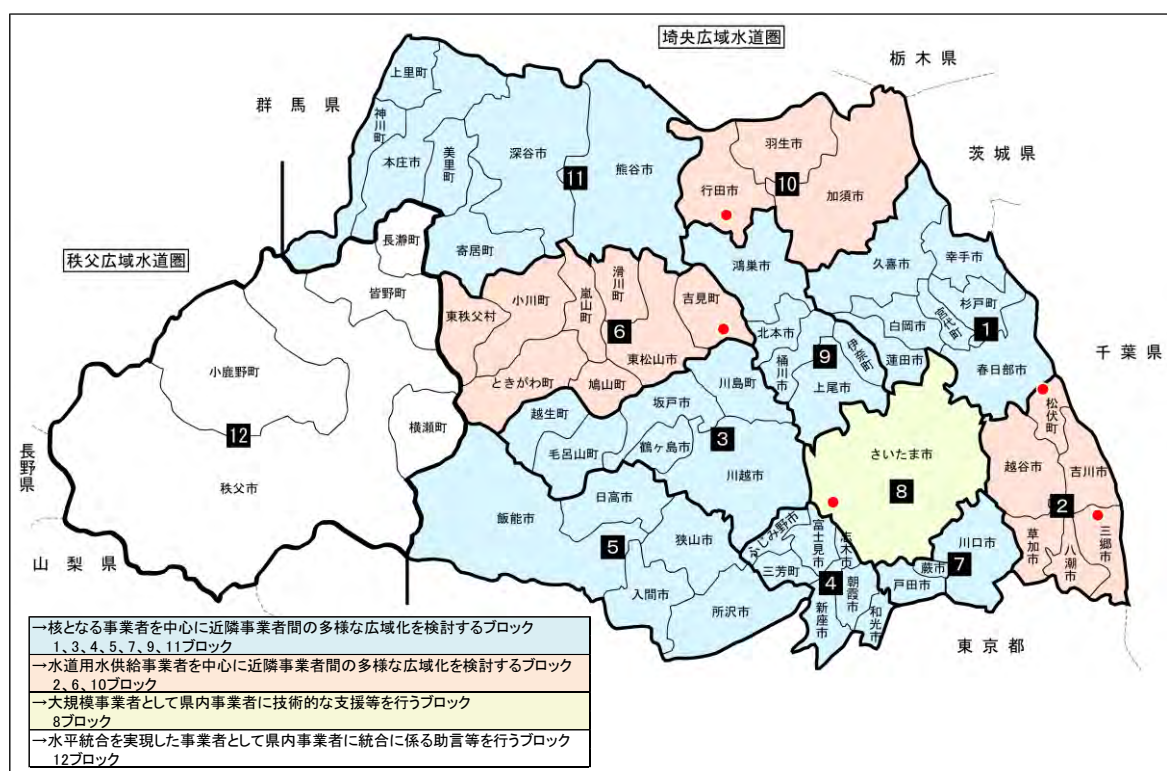 埼央広域水道圏
栃木県
群馬県
茨城県
千葉県
東京都
山梨県
長野県
秩父広域水道圏
上里町
神川町
本庄市
美里町
深谷市
熊谷市
11
寄居町
羽生市
行田市
10
加須市
長瀞町
皆野町
小鹿野町
12
横瀬町
秩父市
東秩父村
小川町
嵐山町
滑川町
吉見町
6
東松山市
ときがわ町
鳩山町
鴻巣市
北本市
桶川市
9
伊奈町
上尾市
久喜市
幸手市
杉戸町
宮代町
1
白岡市
蓮田市
春日部市
越生町
毛呂山町
坂戸市
鶴ヶ島市
川島町
3
川越市
さいたま市
8
松伏町
越谷市
吉川市
2
草加市
八潮市
三郷市
飯能市
日高市
5
狭山市
入間市
所沢市
ふじみ野市
富士見市
志木市
三芳町
4
朝霞市
新座市
和光市
川口市
蕨市
7
戸田市
→核となる事業者を中心に近隣事業者間の多様な広域化を検討するブロック
1、3、4、5、7、9、11ブロック
→水道用水供給事業者を中心に近隣事業者間の多様な広域化を検討するブロック
2、6、10ブロック
→大規模事業者として県内事業者に技術的な支援等を行うブロック
8ブロック
→水平統合を実現した事業者として県内事業者に統合に係る助言等を行うブロック
12ブロック